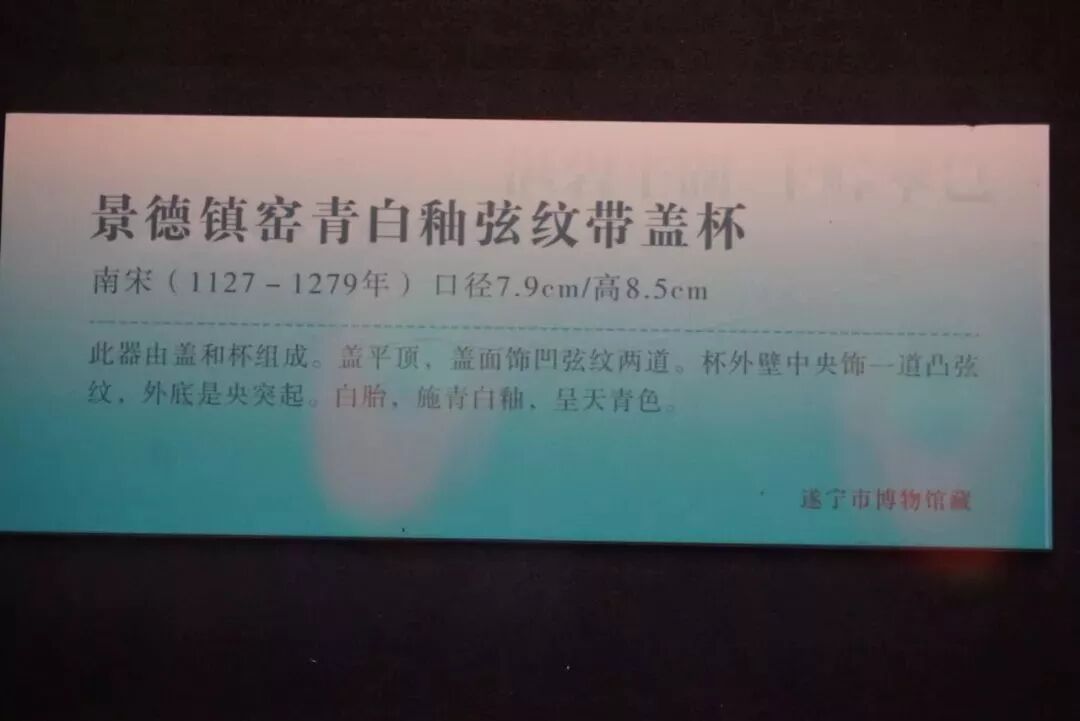 景德镇窑青白釉弦纹带盖杯
南宋（1127－1279年）口径7.9cm/高8.5cm
此器由盖和杯组成。盖平顶，盖面饰凹弦纹两道。杯外壁中央饰一道凸弦
纹，外底是央突起。白胎，施青白釉，呈天青色。
遂宁市博物馆藏